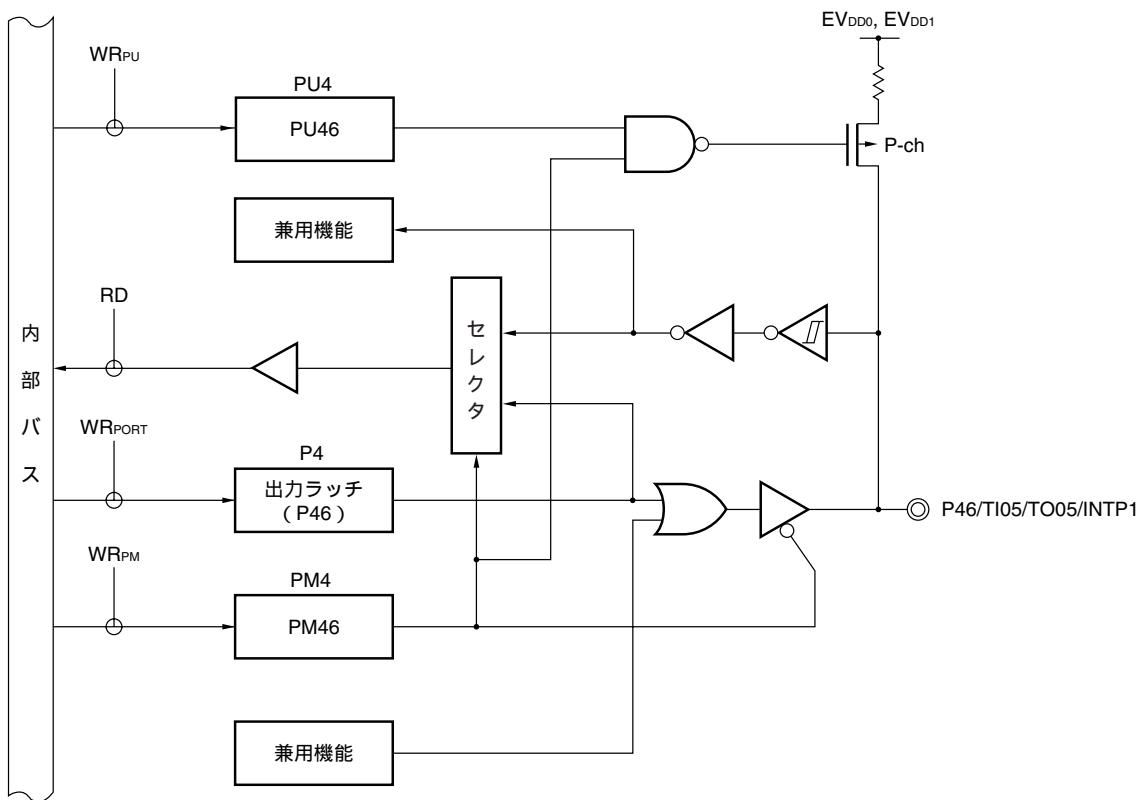 EVDD0, EVDD1
WRPU
PU4
PU46
P-ch
兼用機能
RD
セレクタ
内部バス
WRPORT
P4
出力ラッチ
(P46)
P46/TI05/TO05/INTP1
WRPM
PM4
PM46
兼用機能